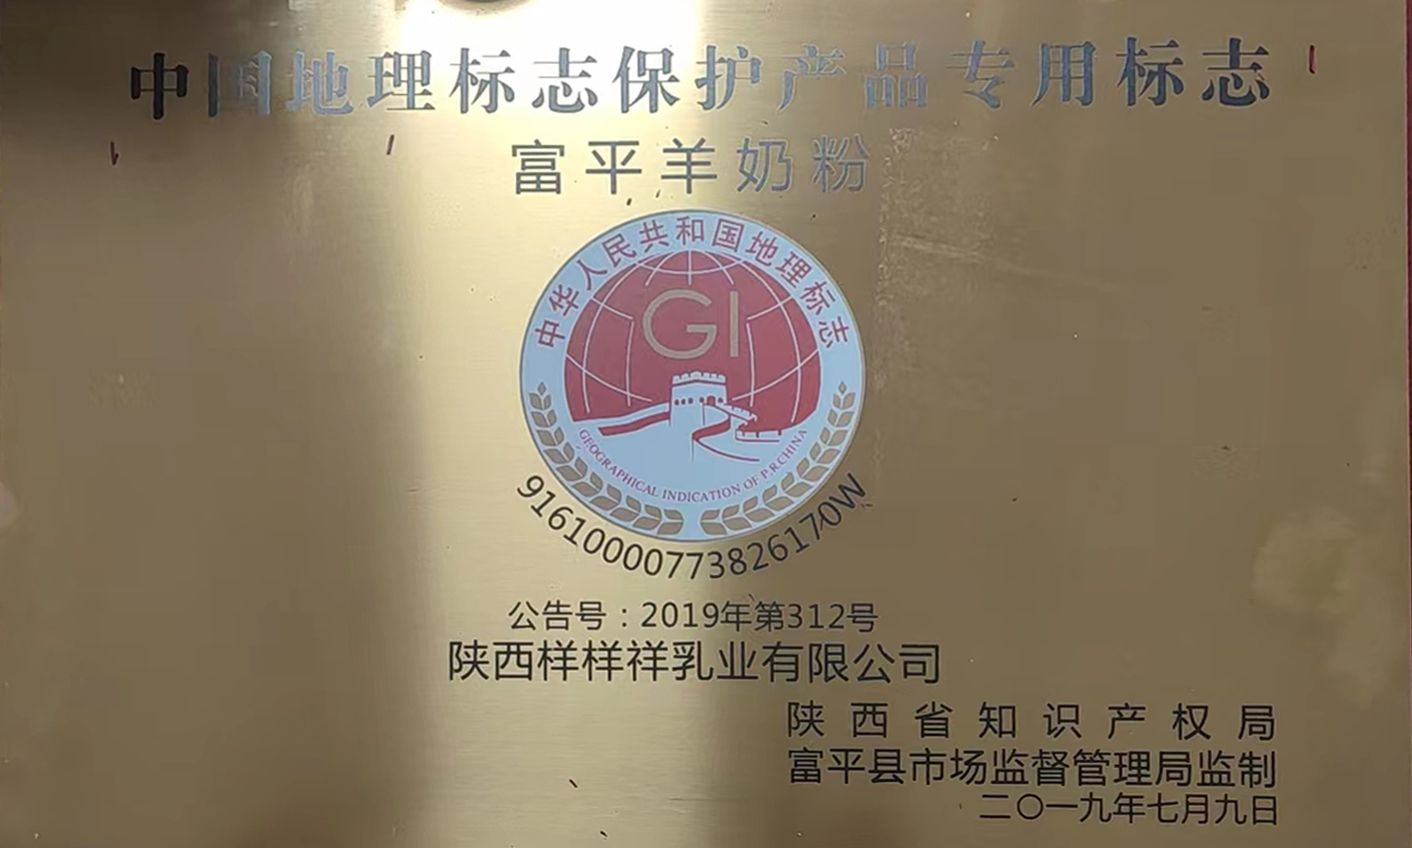 中国地理标志保护产品专用标志
富平羊奶粉
中华人民共和国地理标志
GI
GEOGRAPHICAL INDICATION OF P.R.CHINA
91610000773826170W
公告号：2019年第312号
陕西样样祥乳业有限公司
陕西省知识产权局
富平县市场监督管理局监制
二〇一九年七月九日